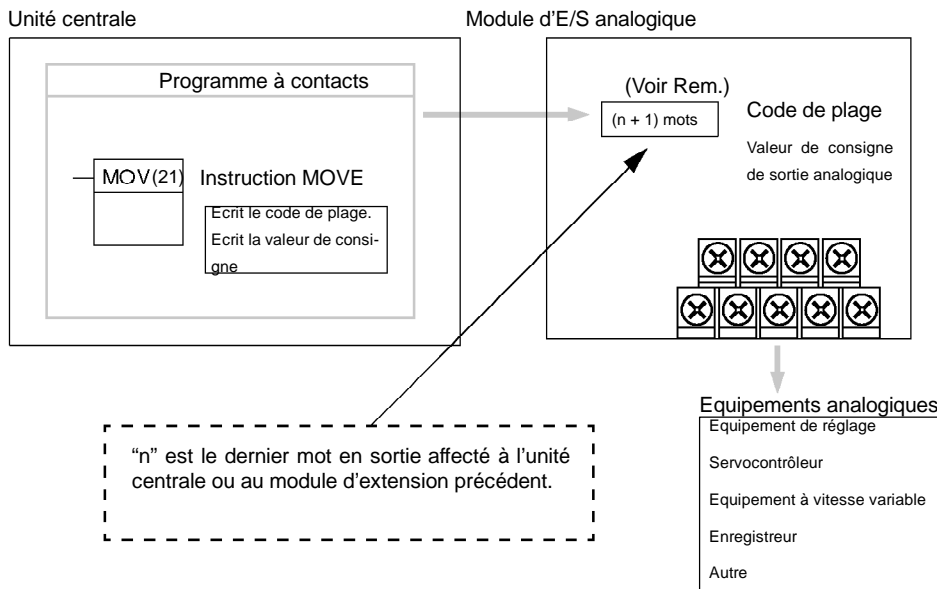 Unité centrale
Module d’E/S analogique
Programme à contacts
MOV(21)
Instruction MOVE
Ecrit le code de plage.
Ecrit la valeur de consi-
gne
(Voir Rem.)
(n + 1) mots
Code de plage
Valeur de consigne
de sortie analogique
“n” est le dernier mot en sortie affecté à l’unité
centrale ou au module d’extension précédent.
Equipements analogiques
Equipement de réglage
Servocontrôleur
Equipement à vitesse variable
Enregistreur
Autre